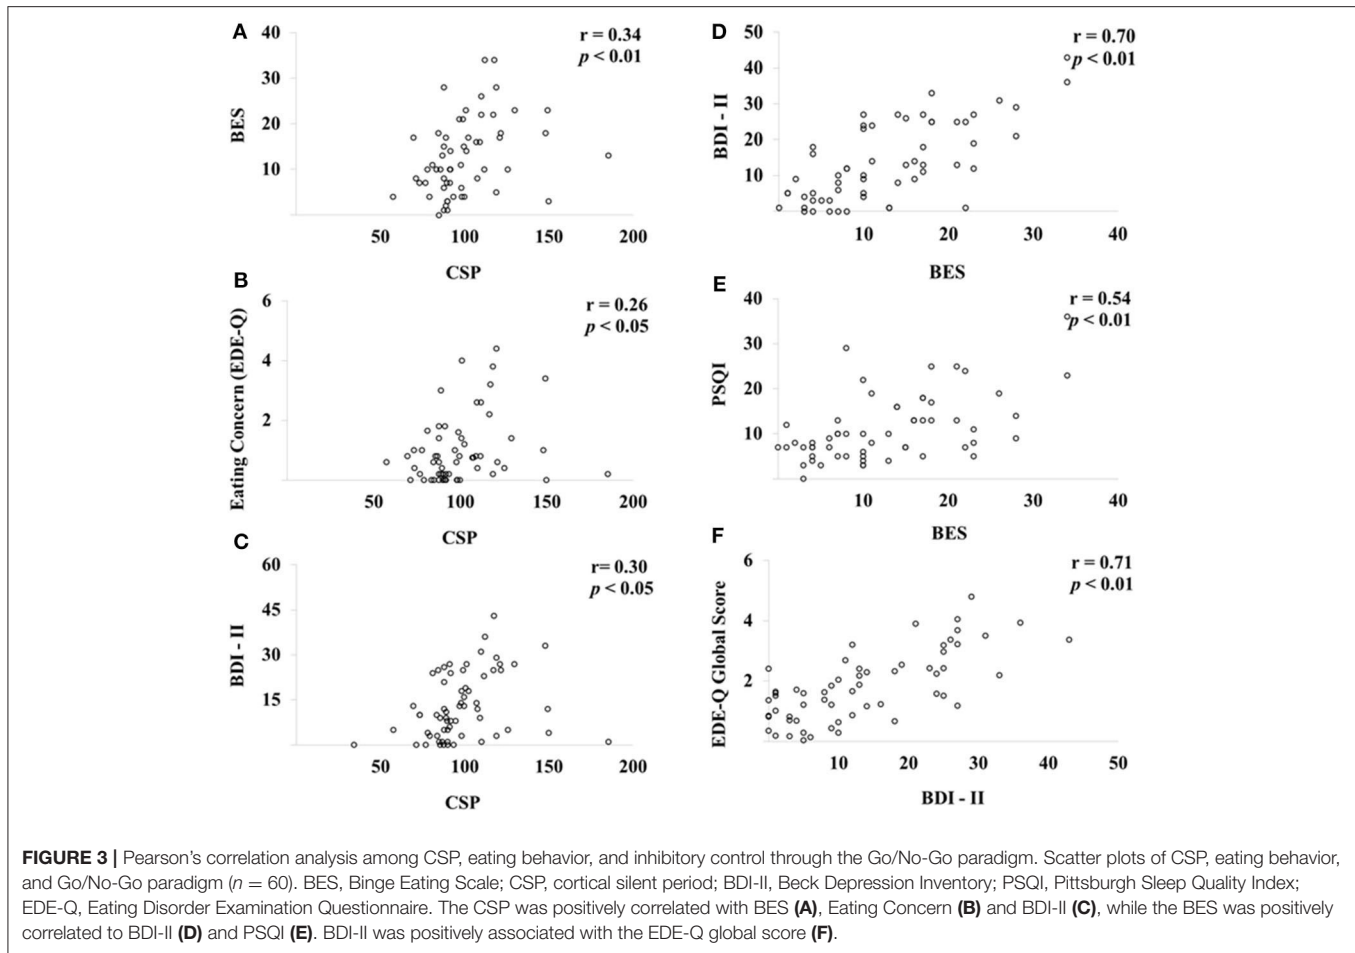 A
40
30
20
10
BES
r = 0.34
p < 0.01
50
100
150
200
CSP
B
6
4
2
Eating Concern (EDE-Q)
r = 0.26
p < 0.05
50
100
150
200
CSP
C
60
45
30
15
BDI - II
r= 0.30
p < 0.05
50
100
150
200
CSP
D
50
40
30
20
10
BDI - II
r = 0.70
p < 0.01
10
20
30
40
BES
E
40
30
20
10
PSQI
r = 0.54
p < 0.01
10
20
30
40
BES
F
6
4
2
EDE-Q Global Score
r = 0.71
p < 0.01
10
20
30
40
50
BDI - II
FIGURE 3 | Pearson's correlation analysis among CSP, eating behavior, and inhibitory control through the Go/No-Go paradigm. Scatter plots of CSP, eating behavior,
and Go/No-Go paradigm (n = 60). BES, Binge Eating Scale; CSP, cortical silent period; BDI-II, Beck Depression Inventory; PSQI, Pittsburgh Sleep Quality Index;
EDE-Q, Eating Disorder Examination Questionnaire. The CSP was positively correlated with BES (A), Eating Concern (B) and BDI-II (C), while the BES was positively
correlated to BDI-II (D) and PSQI (E). BDI-II was positively associated with the EDE-Q global score (F).